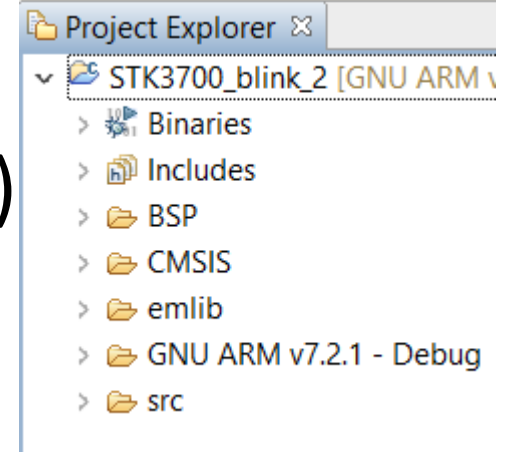 Project Explorer
STK3700_blink_2 [GNU ARM v
Binaries
Includes
BSP
CMSIS
emlib
GNU ARM v7.2.1 - Debug
src
)